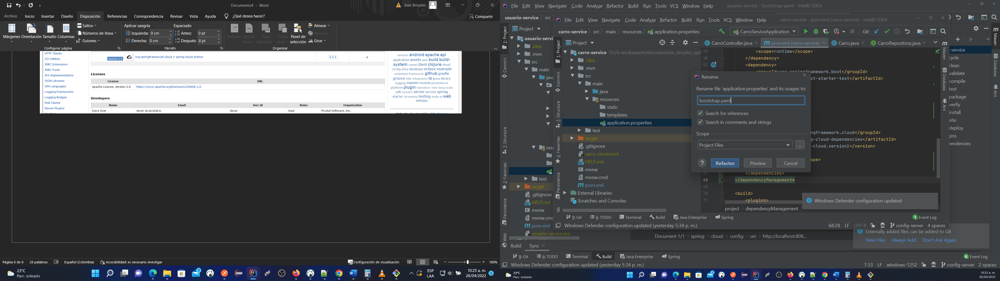 Documento4 - Word
Jose Briceno
Archivo Inicio Insertar Diseño Disposición Referencias Correspondencia Revisar Vista Ayuda ¿Qué desea hacer?
Compartir
Márgenes
Orientación
Tamaño
Columnas
Saltos
Números de línea
Guiones
Configurar página
Aplicar sangría
Izquierda: 0 cm
Derecha: 0 cm
Espaciado
Antes: 0 pt
Después: 8 pt
Párrafo
Posición
Ajustar texto
Traer adelante
Enviar atrás
Panel de selección
Alinear
Agrupar
Girar
Organizar
HTTP Clients
I/O Utilities
JDBC Extensions
JDBC Pools
JPA Implementations
JSON Libraries
JVM Languages
Logging Frameworks
Logging Bridges
Mail Clients
Maven Plugins
Apache 2.0 org.springframework.cloud » spring-cloud-starter 3.1.1 ✓
Licenses
License URL
Apache License, Version 2.0 https://www.apache.org/licenses/LICENSE-2.0
Developers
Name Email Dev Id Roles Organization
Dave Syer dsyer at pivotal.io dsyer lead Pivotal Software, Inc.
amazon android apache api
application assets aws build build-
system camel client clojure cloud
config data database eclipse example
extension framework github gradle
groovy http integration io jboss library
logging maven module persistence
platform plugin repository rest rlang scala
sdk security server service spring
starter streaming testing tools ui web
webapp
Página 8 de 8 28 palabras Español (Colombia) Accesibilidad: es necesario investigar
Configuración de visualización 180%
23°C
Parc. soleado
1
ESP
LAA
10:25 a. m.
26/04/2022
5
File Edit View Navigate Code Analyze Refactor Build Run Tools VCS Window Help usuario-service - bootstrap.yaml - IntelliJ IDEA
usuario-service src
1: Project
Commit
7: Structure
2: Favorites
Persistence
Web
Project
usuario-servi
.idea
.mvn
src
main
java
reso
test
target
.gitignore
HELP.md
mvnw
mvnw.cmd
pom.xml
usuario-service.iml
File Edit View Navigate Code Analyze Refactor Build Run Tools VCS Window Help carro-service - pom.xml (carro-service) - IntelliJ IDEA
carro-service src main resources application.properties
CarroServiceApplication Git:
1: Project
Commit
7: Structure
2: Favorites
Persistence
Project
carro-service D:\rb-workspace\microservicios_simples_spri
.idea
.mvn
src
main
java
resources
static
templates
application.properties
test
target
.gitignore
carro-service.iml
HELP.md
mvnw
mvnw.cmd
pom.xml
External Libraries
Scratches and Consoles
CarroController.java pom.xml (carro-service) Carro.java CarroRepository.java
49 <scope>runtime</scope>
50 </dependency>
51 <dependency>
ot-starter-test</artifactId>
ngframework.cloud</groupId>
g-cloud-dependencies</artifactId>
-cloud.version}</version>
ope>
67 </dependencies>
68 </dependencyManagement>
69
70 <build>
71 <plugins>
project dependencyManagement
Rename
Rename file 'application.properties' and its usages to:
bootstrap.yaml
Search for references
Search in comments and strings
Scope
Project Files
...
? Refactor Preview Cancel
Windows Defender configuration updated
Maven
Database
Ant
9: Git 6: TODO Terminal Build Java Enterprise Spring 1 Event Log
Windows Defender configuration updated (yesterday 5:34 p. m.) 68:28 LF UTF-8 config-server 4 spaces
-service
cycle
clean
validate
compile
test
package
verify
install
site
deploy
gins
endencies
Maven
Database
Ant
Document 1/1 spring: cloud: config: uri: http://localhost:808...
Externally added files can be added to Git
View Files Always Add Don't Ask Again
Build: Sync
9: Git 6: TODO Terminal Build Java Enterprise Spring 6 Event Log
Windows Defender configuration updated (yesterday 5:34 p. m.) 7:33 LF windows-1252 config-server 2 spaces
23°C
Parc. soleado
10:25 a. m.
26/04/2022